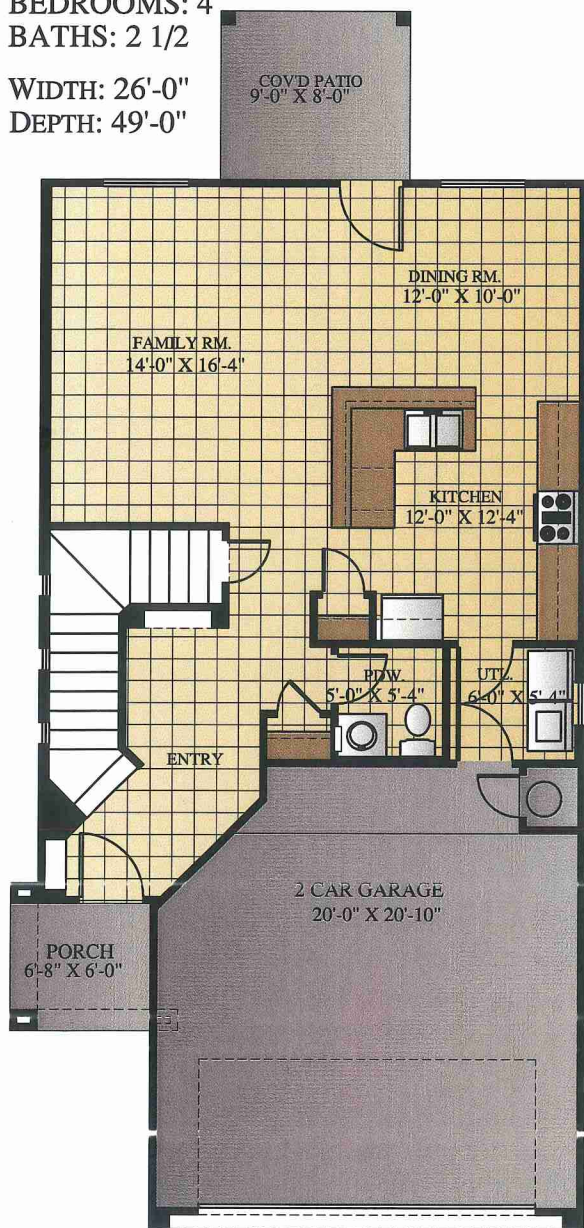 BEDROOMS: 4
BATHS: 2 1/2
WIDTH: 26'-0"
DEPTH: 49'-0"
COV'D PATIO
9'-0" X 8'-0"
DINING RM.
12'-0" X 10'-0"
FAMILY RM.
14'-0" X 16'-4"
KITCHEN
12'-0" X 12'-4"
PDW.
5'-0" X 5'-4"
UTL.
6'-0" X 5'-4"
ENTRY
2 CAR GARAGE
20'-0" X 20'-10"
PORCH
6'-8" X 6'-0"